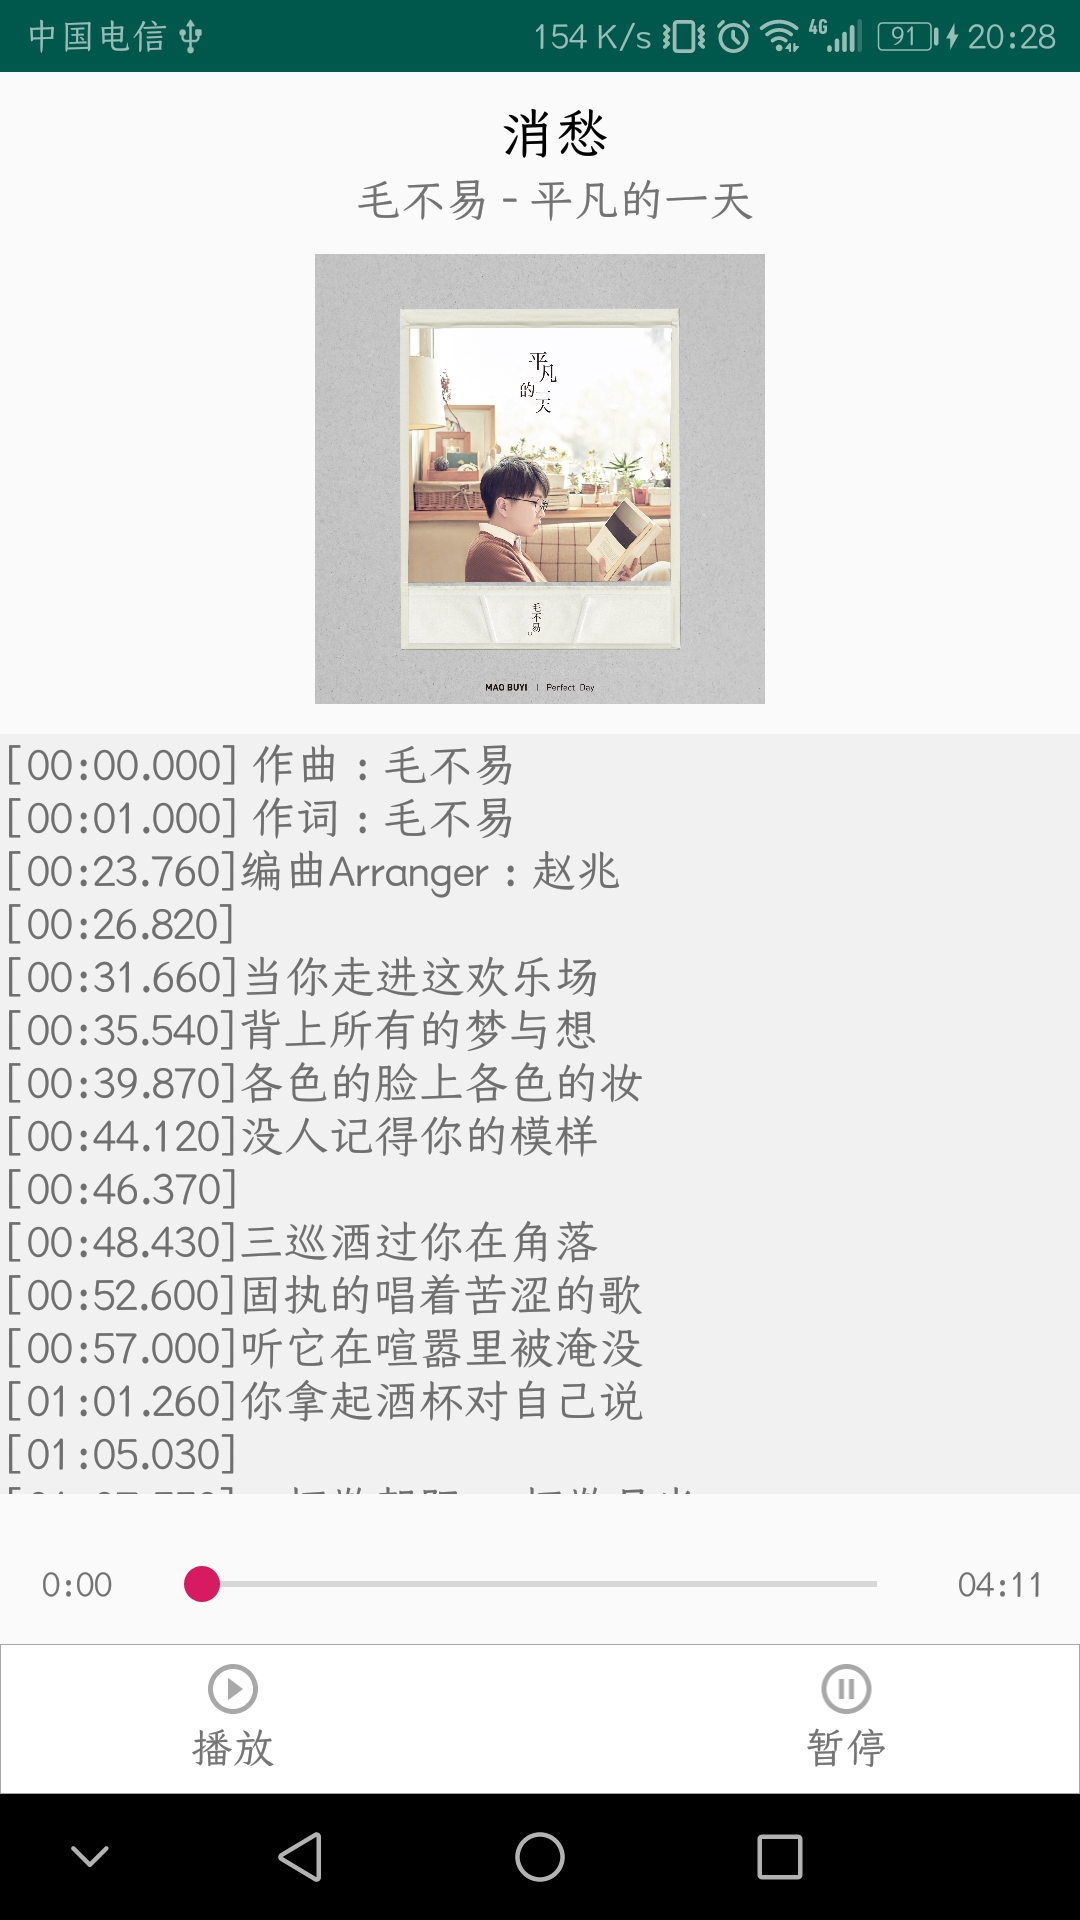 中国电信 154 K/s 4G 91 20:28
消愁
毛不易 - 平凡的一天
平凡
的一天
毛不易
MAO BUYI | Perfect Day
[00:00.000] 作曲 : 毛不易
[00:01.000] 作词 : 毛不易
[00:23.760]编曲Arranger : 赵兆
[00:26.820]
[00:31.660]当你走进这欢乐场
[00:35.540]背上所有的梦与想
[00:39.870]各色的脸上各色的妆
[00:44.120]没人记得你的模样
[00:46.370]
[00:48.430]三巡酒过你在角落
[00:52.600]固执的唱着苦涩的歌
[00:57.000]听它在喧嚣里被淹没
[01:01.260]你拿起酒杯对自己说
[01:05.030]
0:00 04:11
播放 暂停